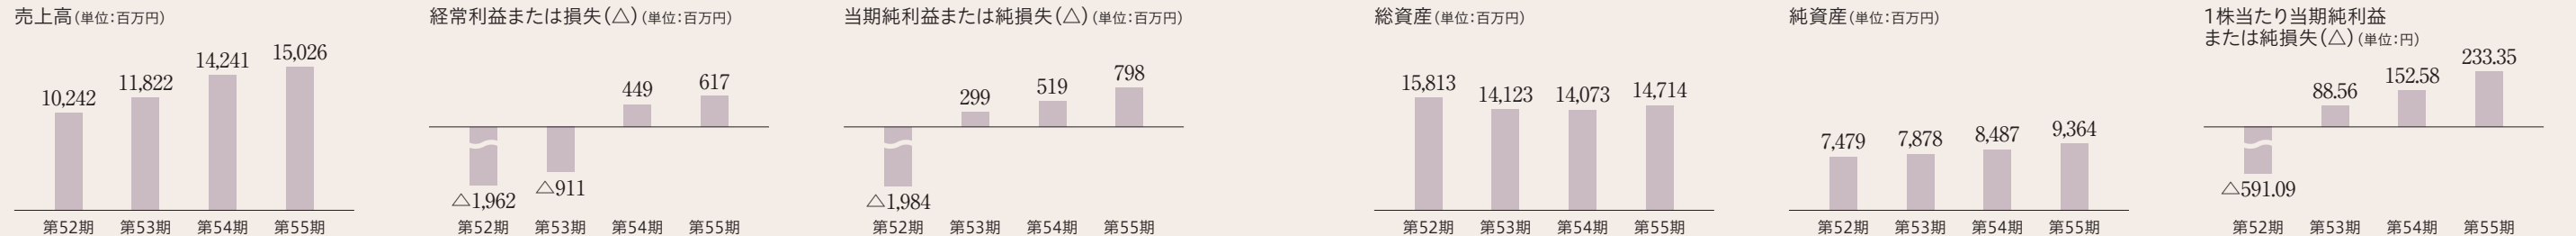 売上高(単位:百万円)
15,026
14,241
11,822
10,242
第52期 第53期 第54期 第55期
経常利益または損失(△)(単位:百万円)
617
449
△911
△1,962
第52期 第53期 第54期 第55期
当期純利益または純損失(△)(単位:百万円)
798
519
299
△1,984
第52期 第53期 第54期 第55期
総資産(単位:百万円)
15,813
14,123 14,073 14,714
第52期 第53期 第54期 第55期
純資産(単位:百万円)
7,479 7,878 8,487 9,364
第52期 第53期 第54期 第55期
1株当たり当期純利益
または純損失(△)(単位:円)
233.35
152.58
88.56
△591.09
第52期 第53期 第54期 第55期